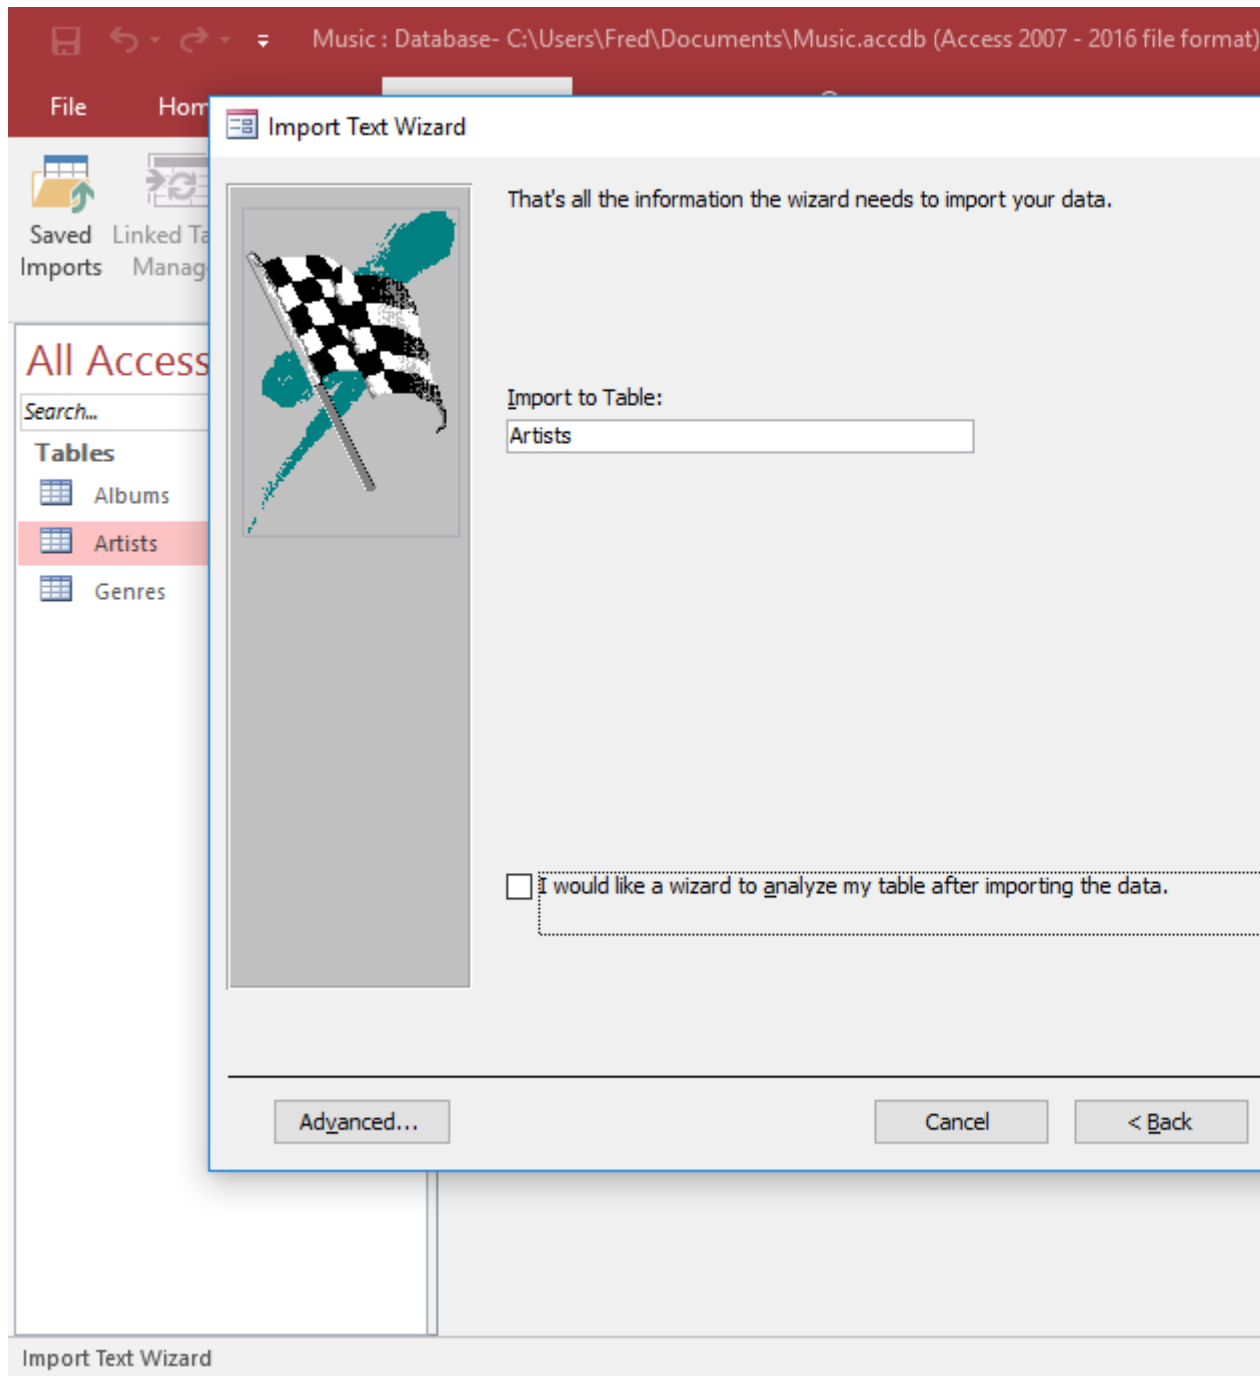 Music : Database- C:\Users\Fred\Documents\Music.accdb (Access 2007 - 2016 file format)
File
Import Text Wizard
Saved
Imports
Linked
All Access
Search...
Tables
Albums
Artists
Genres
That's all the information the wizard needs to import your data.
Import to Table:
Artists
I would like a wizard to analyze my table after importing the data.
Advanced...
Cancel
< Back
Import Text Wizard